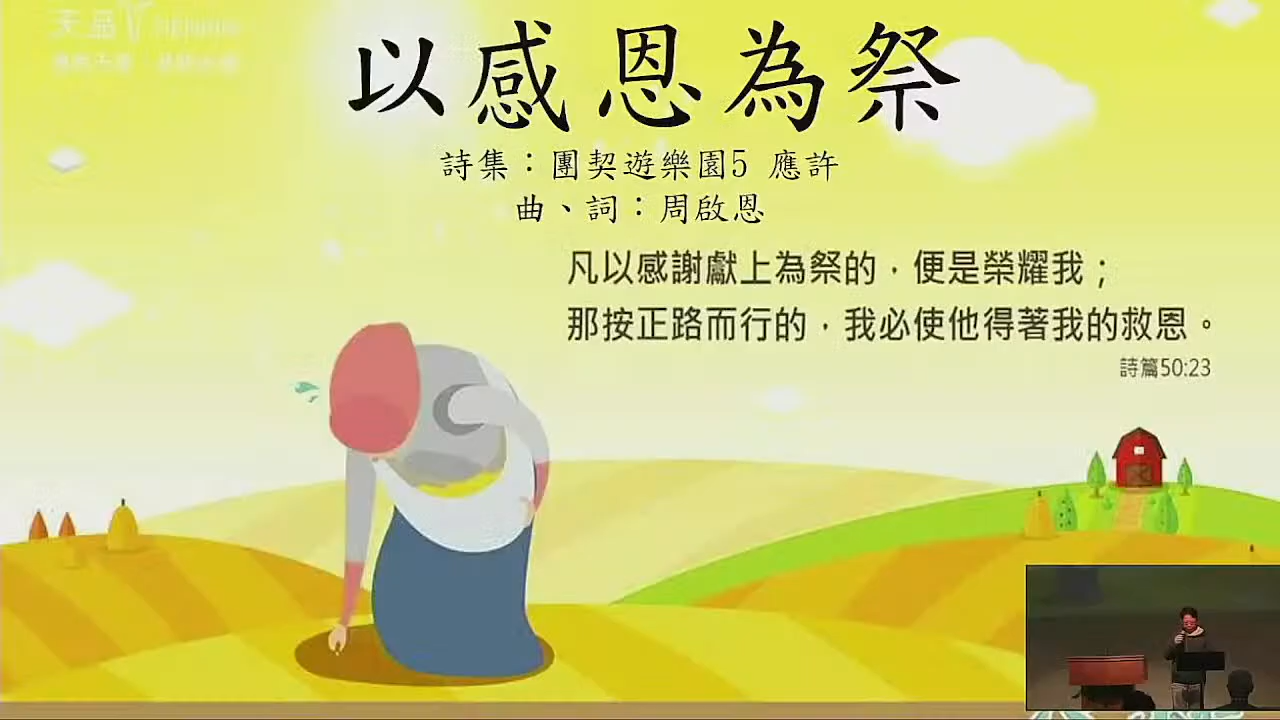 以感恩為祭
詩集：團契遊樂園5 應許
曲、詞：周啟恩
凡以感謝獻上為祭的，便是榮耀我；
那按正路而行的，我必使他得著我的救恩。
詩篇50:23